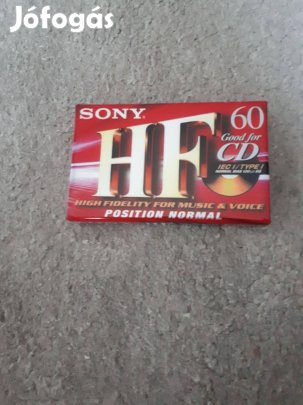 Jófogás
SONY
HF
60
Good for
CD
IEC I / TYPE I
HIGH FIDELITY FOR MUSIC & VOICE
POSITION NORMAL